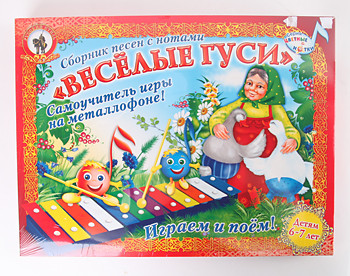 Сборник песен с нотами
«ВЕСЁЛЫЕ ГУСИ»
Самоучитель игры
на металлофоне!
Играем и поём!
Детям
6-7 лет